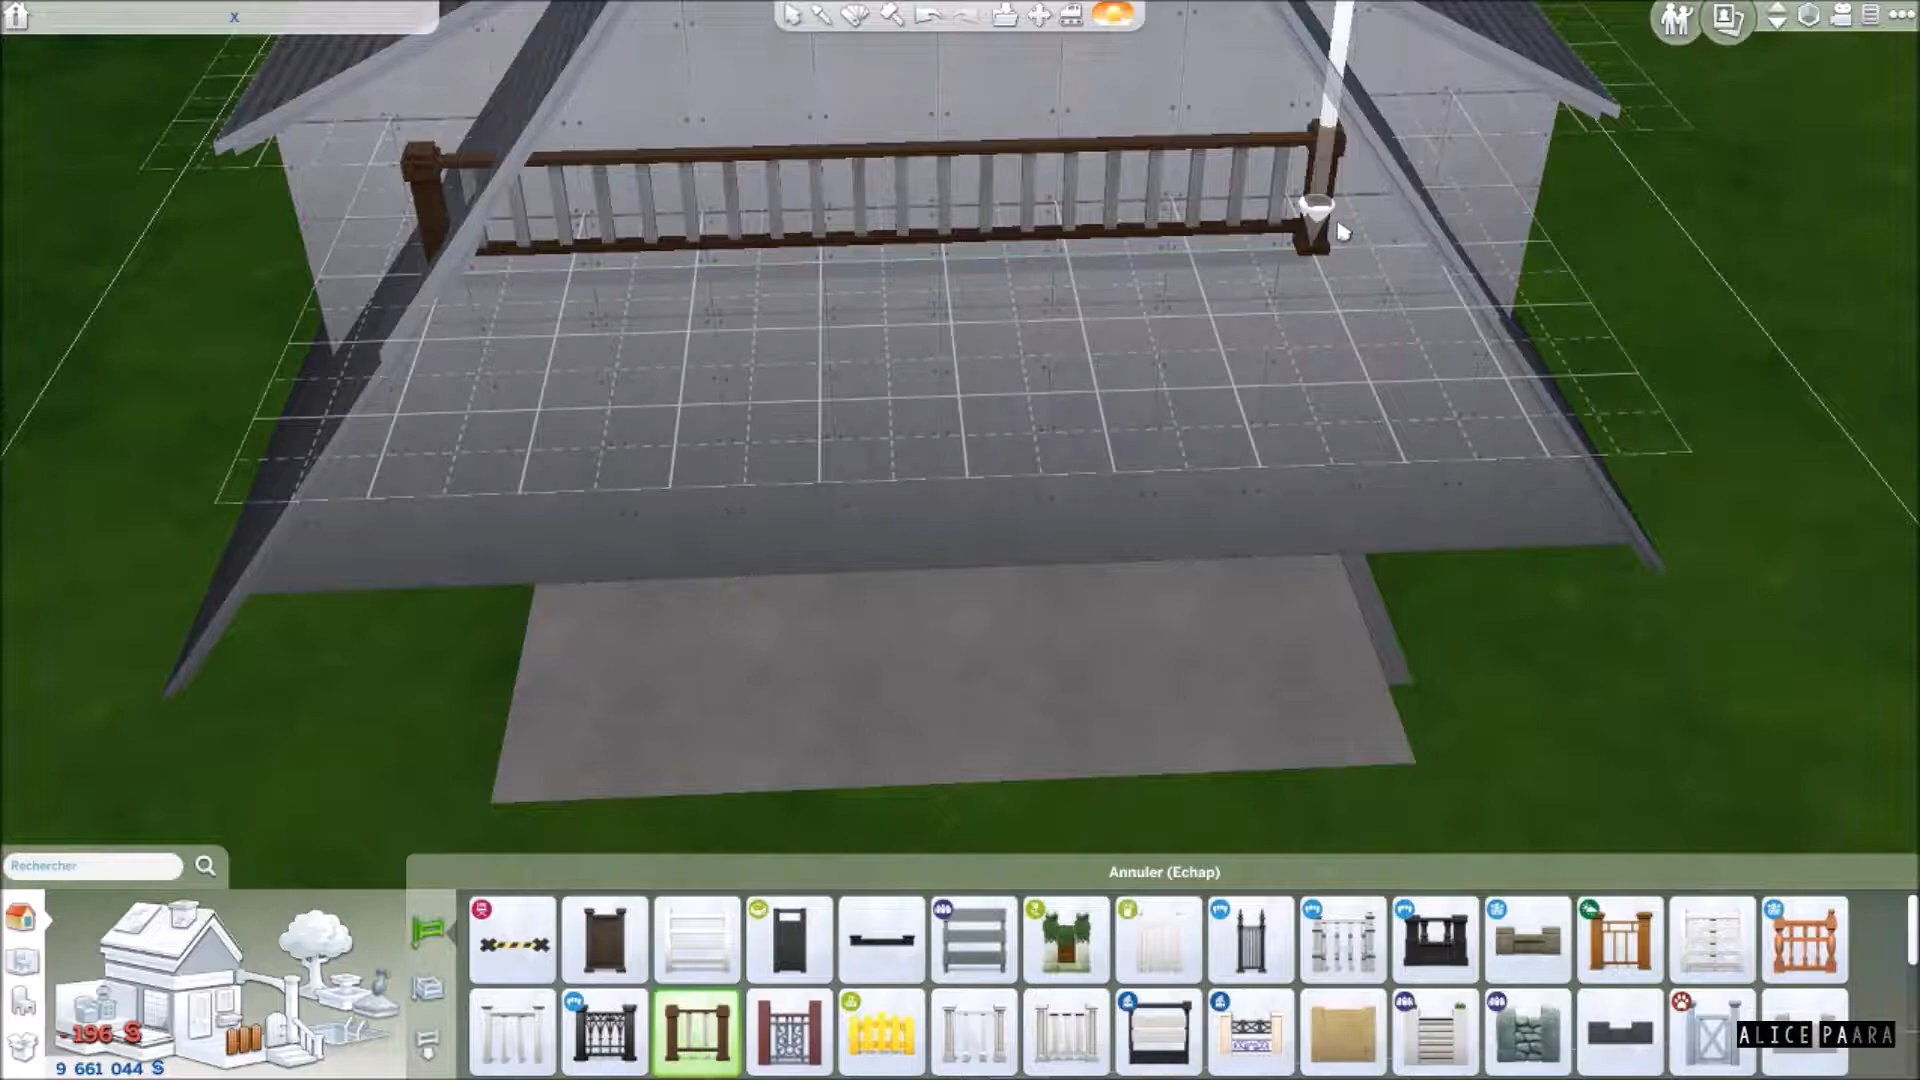 x
Rechercher
Annuler (Echap)
- 196 §
9 661 044 §
ALICE PAARA